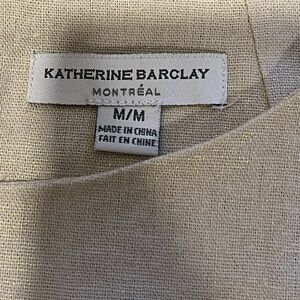 KATHERINE BARCLAY
MONTRÉAL
M/M
MADE IN CHINA
FAIT EN CHINE